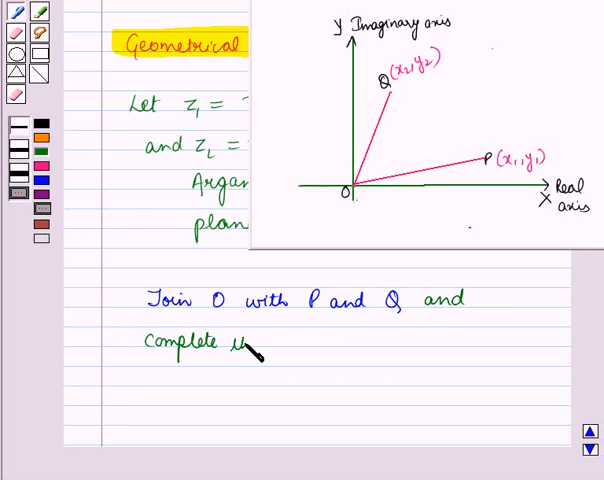 Geometrical
Let z₁ =
and z₂ =
Argan
plan
Y Imaginary axis
Q(x₂,y₂)
P(x₁,y₁)
O
X
Real
axis
Join O with P and Q and
complete